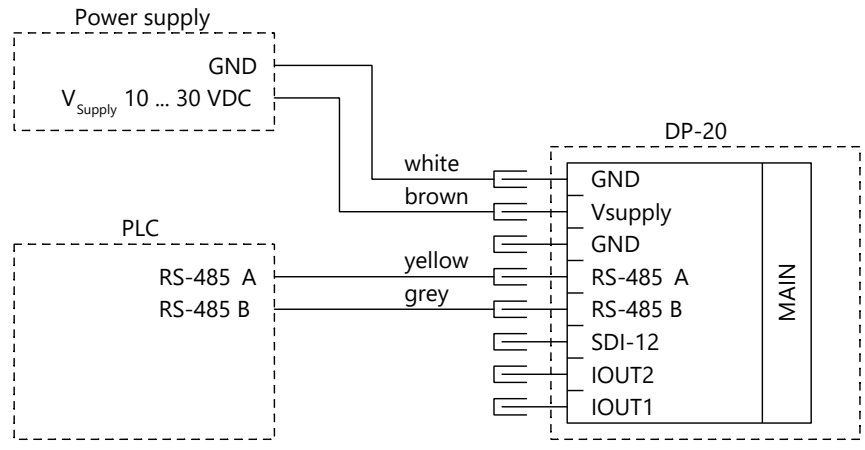 Power supply
GND
VSupply 10 ... 30 VDC
DP-20
white
GND
brown
Vsupply
PLC
GND
yellow
RS-485 A
RS-485 A
grey
RS-485 B
RS-485 B
MAIN
SDI-12
IOUT2
IOUT1